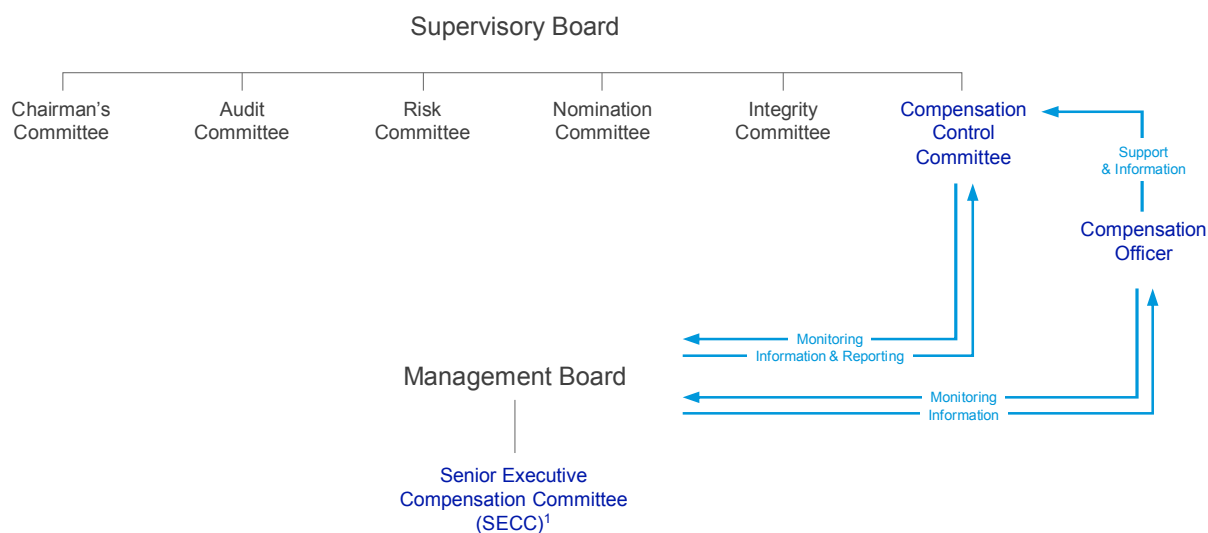 Supervisory Board
Chairman’s
Committee
Audit
Committee
Risk
Committee
Nomination
Committee
Integrity
Committee
Compensation
Control
Committee
Support
& Information
Compensation
Officer
Monitoring
Information & Reporting
Management Board
Monitoring
Information
Senior Executive
Compensation Committee
(SECC)¹